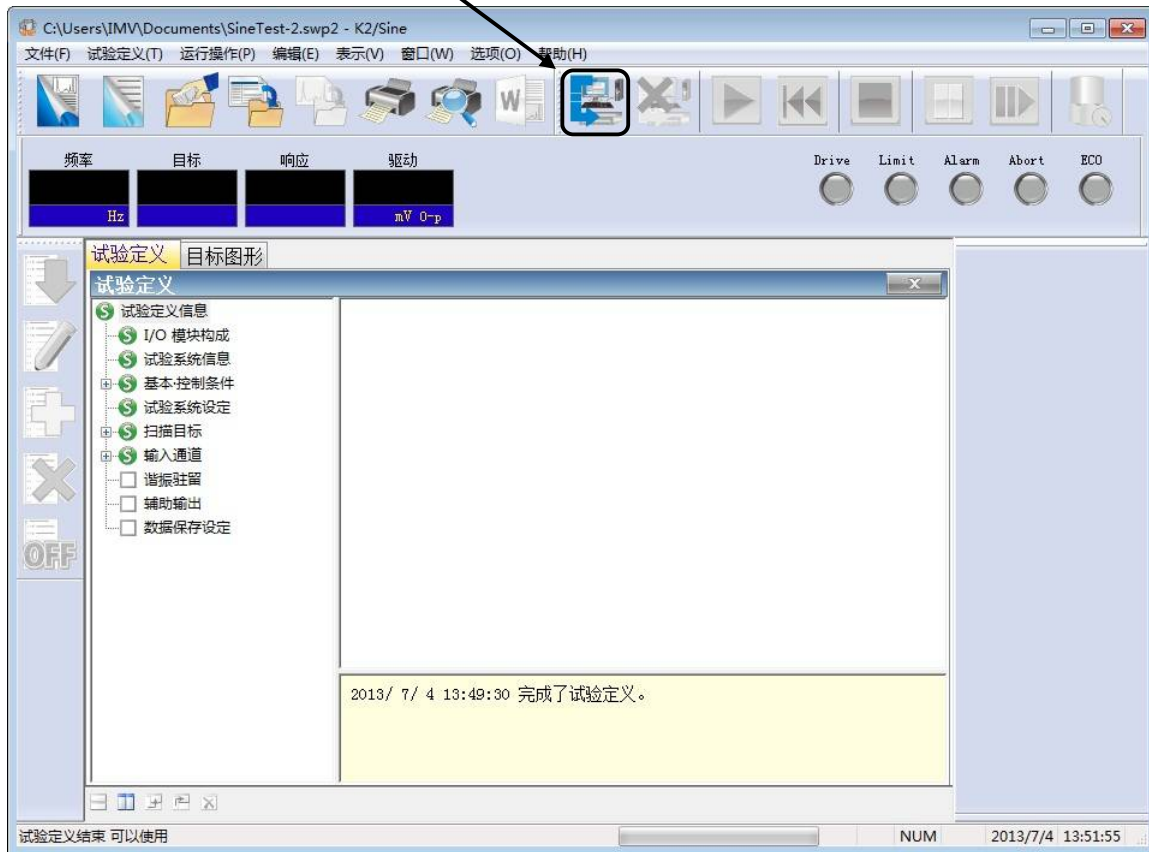 C:\Users\IMV\Documents\SineTest-2.swp2 - K2/Sine
文件(F) 试验定义(T) 运行操作(P) 编辑(E) 表示(V) 窗口(W) 选项(O) 帮助(H)
W
频率 目标 响应 驱动 Drive Limit Alarm Abort ECO
Hz mV 0-p
试验定义 目标图形
试验定义
试验定义信息
I/O 模块构成
试验系统信息
基本·控制条件
试验系统设定
扫描目标
输入通道
谐振驻留
辅助输出
数据保存设定
OFF
2013/ 7/ 4 13:49:30 完成了试验定义。
试验定义结束 可以使用 NUM 2013/7/4 13:51:55